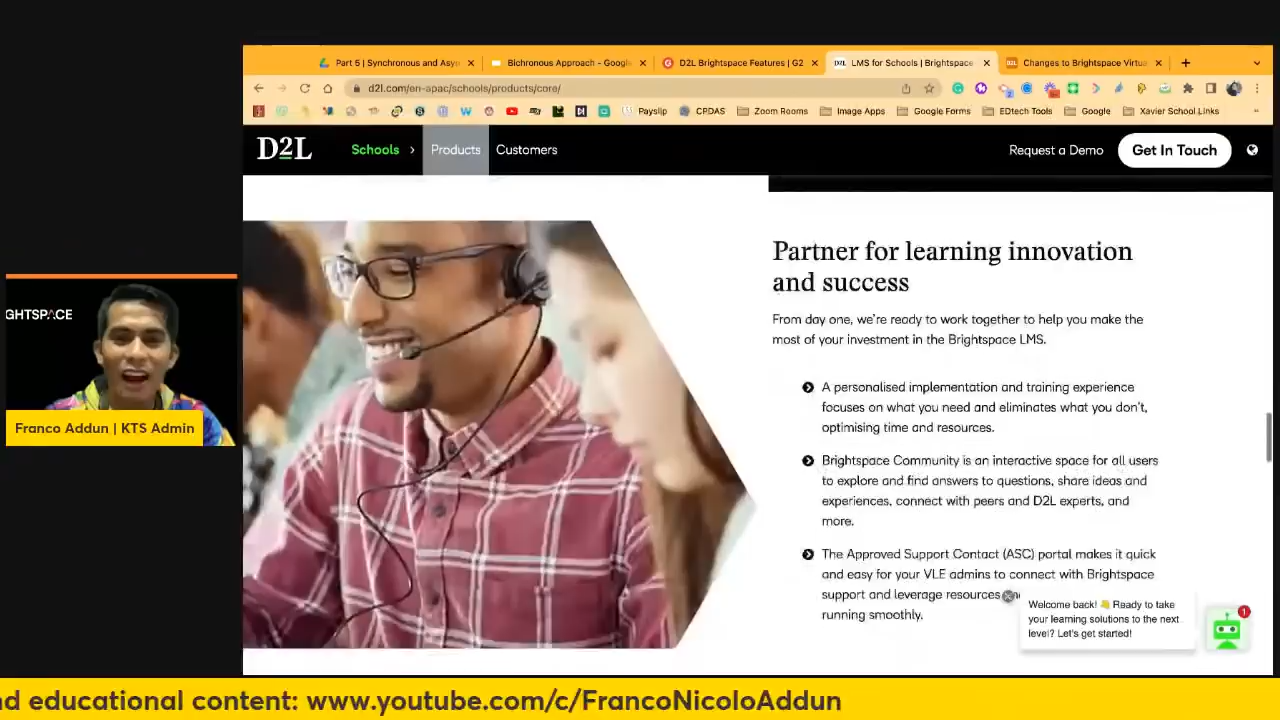 Part 5 | Synchronous and Asyn
Bichronous Approach - Google
D2L Brightspace Features | G2
D2L
LMS for Schools | Brightspace
D2L
Changes to Brightspace Virtua
d2l.com/en-apac/schools/products/core/
Payslip
CPDAS
Zoom Rooms
Image Apps
Google Forms
EDtech Tools
Google
Xavier School Links
D2L
Schools
Products
Customers
Request a Demo
Get In Touch
Partner for learning innovation
and success
From day one, we're ready to work together to help you make the
most of your investment in the Brightspace LMS.
A personalised implementation and training experience
focuses on what you need and eliminates what you don't,
optimising time and resources.
Brightspace Community is an interactive space for all users
to explore and find answers to questions, share ideas and
experiences, connect with peers and D2L experts, and
more.
The Approved Support Contact (ASC) portal makes it quick
and easy for your VLE admins to connect with Brightspace
support and leverage resources
running smoothly.
Welcome back! 👋 Ready to take
your learning solutions to the next
level? Let's get started!
1
GHTSPACE
Franco Addun | KTS Admin
nd educational content: www.youtube.com/c/FrancoNicoloAddun